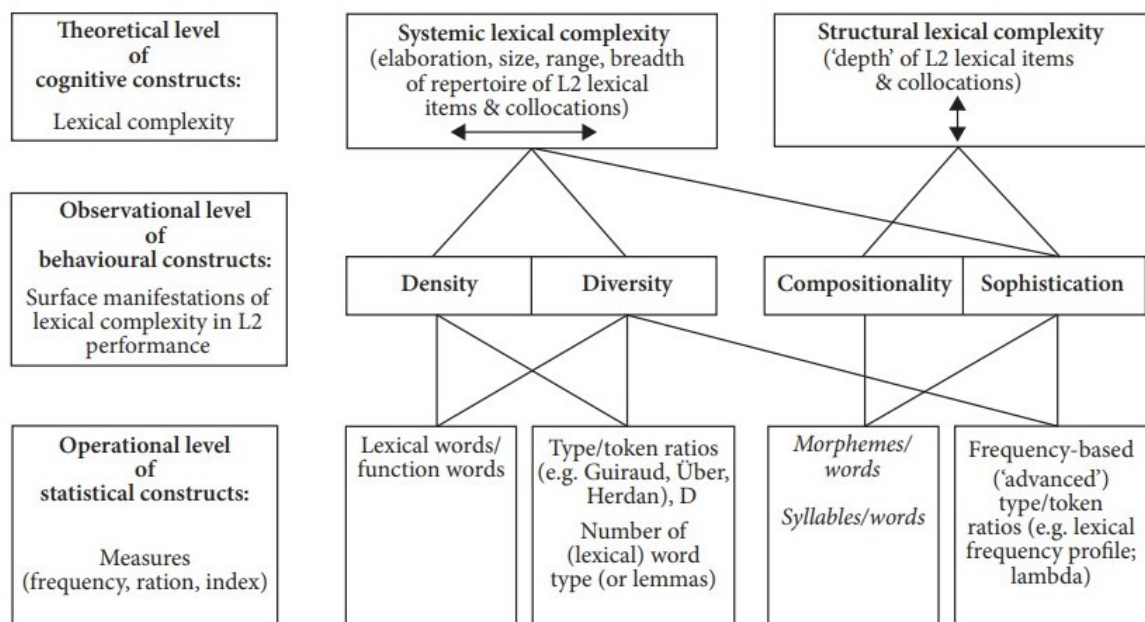 Theoretical level
of
cognitive constructs:
Lexical complexity
Systemic lexical complexity
(elaboration, size, range, breadth
of repertoire of L2 lexical
items & collocations)
Structural lexical complexity
(‘depth’ of L2 lexical items
& collocations)
Observational level
of
behavioural constructs:
Surface manifestations of
lexical complexity in L2
performance
Density
Diversity
Compositionality
Sophistication
Operational level
of
statistical constructs:
Measures
(frequency, ration, index)
Lexical words/
function words
Type/token ratios
(e.g. Guiraud, Über,
Herdan), D
Number of
(lexical) word
type (or lemmas)
Morphemes/
words
Syllables/words
Frequency-based
(‘advanced’)
type/token
ratios (e.g. lexical
frequency profile;
lambda)